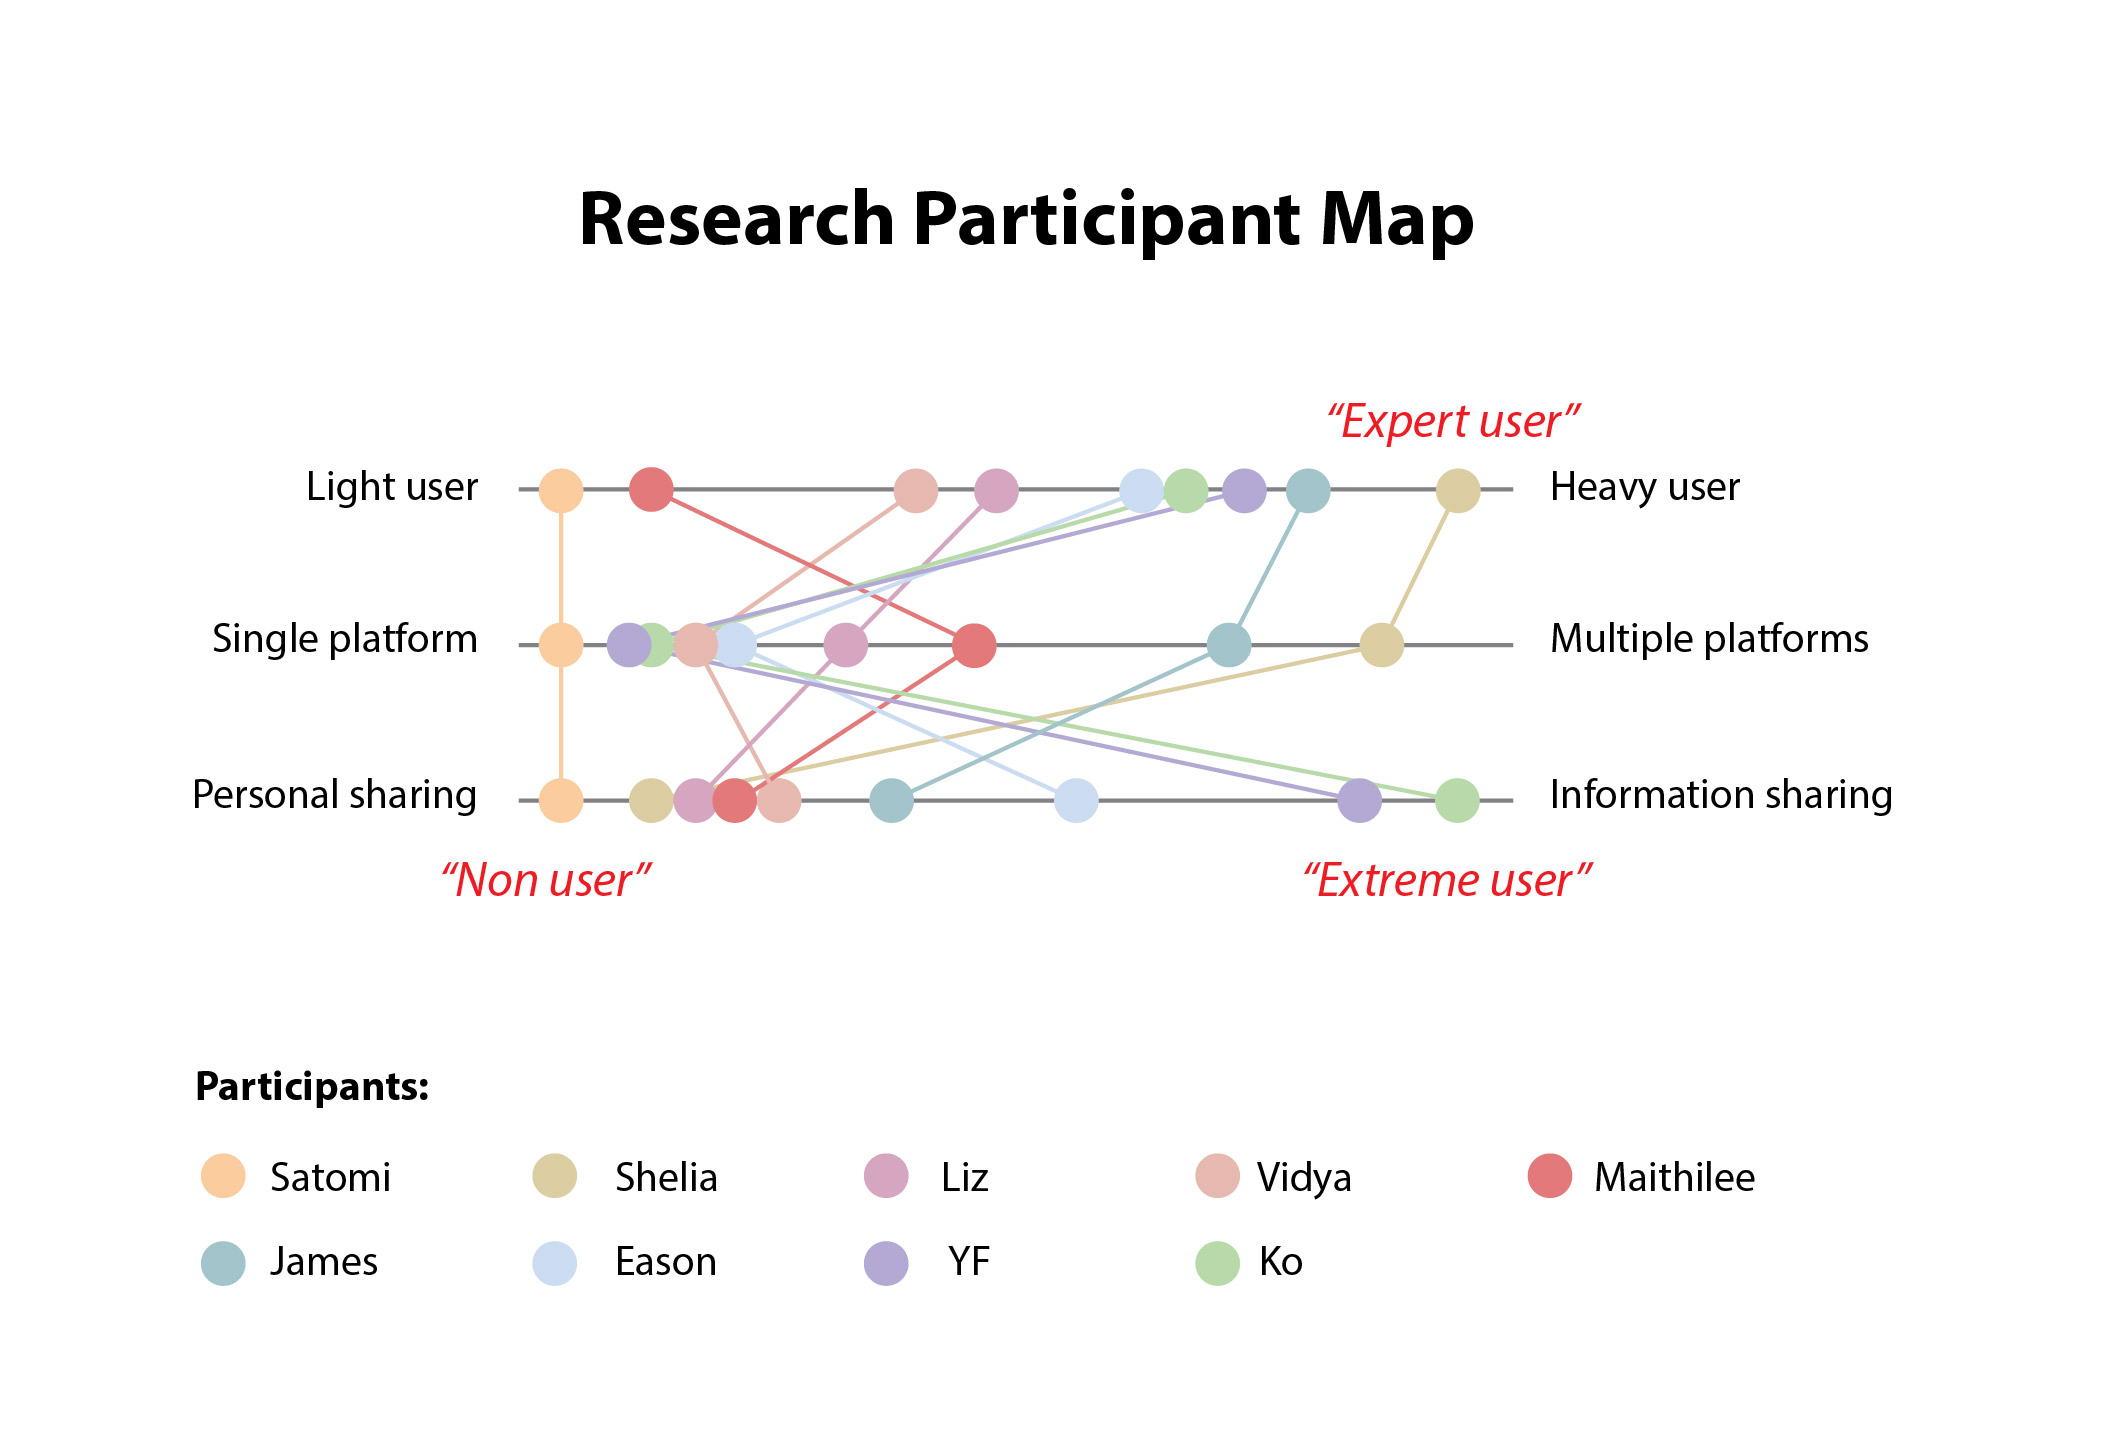 Research Participant Map
“Expert user”
Light user
Heavy user
Single platform
Multiple platforms
Personal sharing
Information sharing
“Non user”
“Extreme user”
Participants:
Satomi
Shelia
Liz
Vidya
Maithilee
James
Eason
YF
Ko